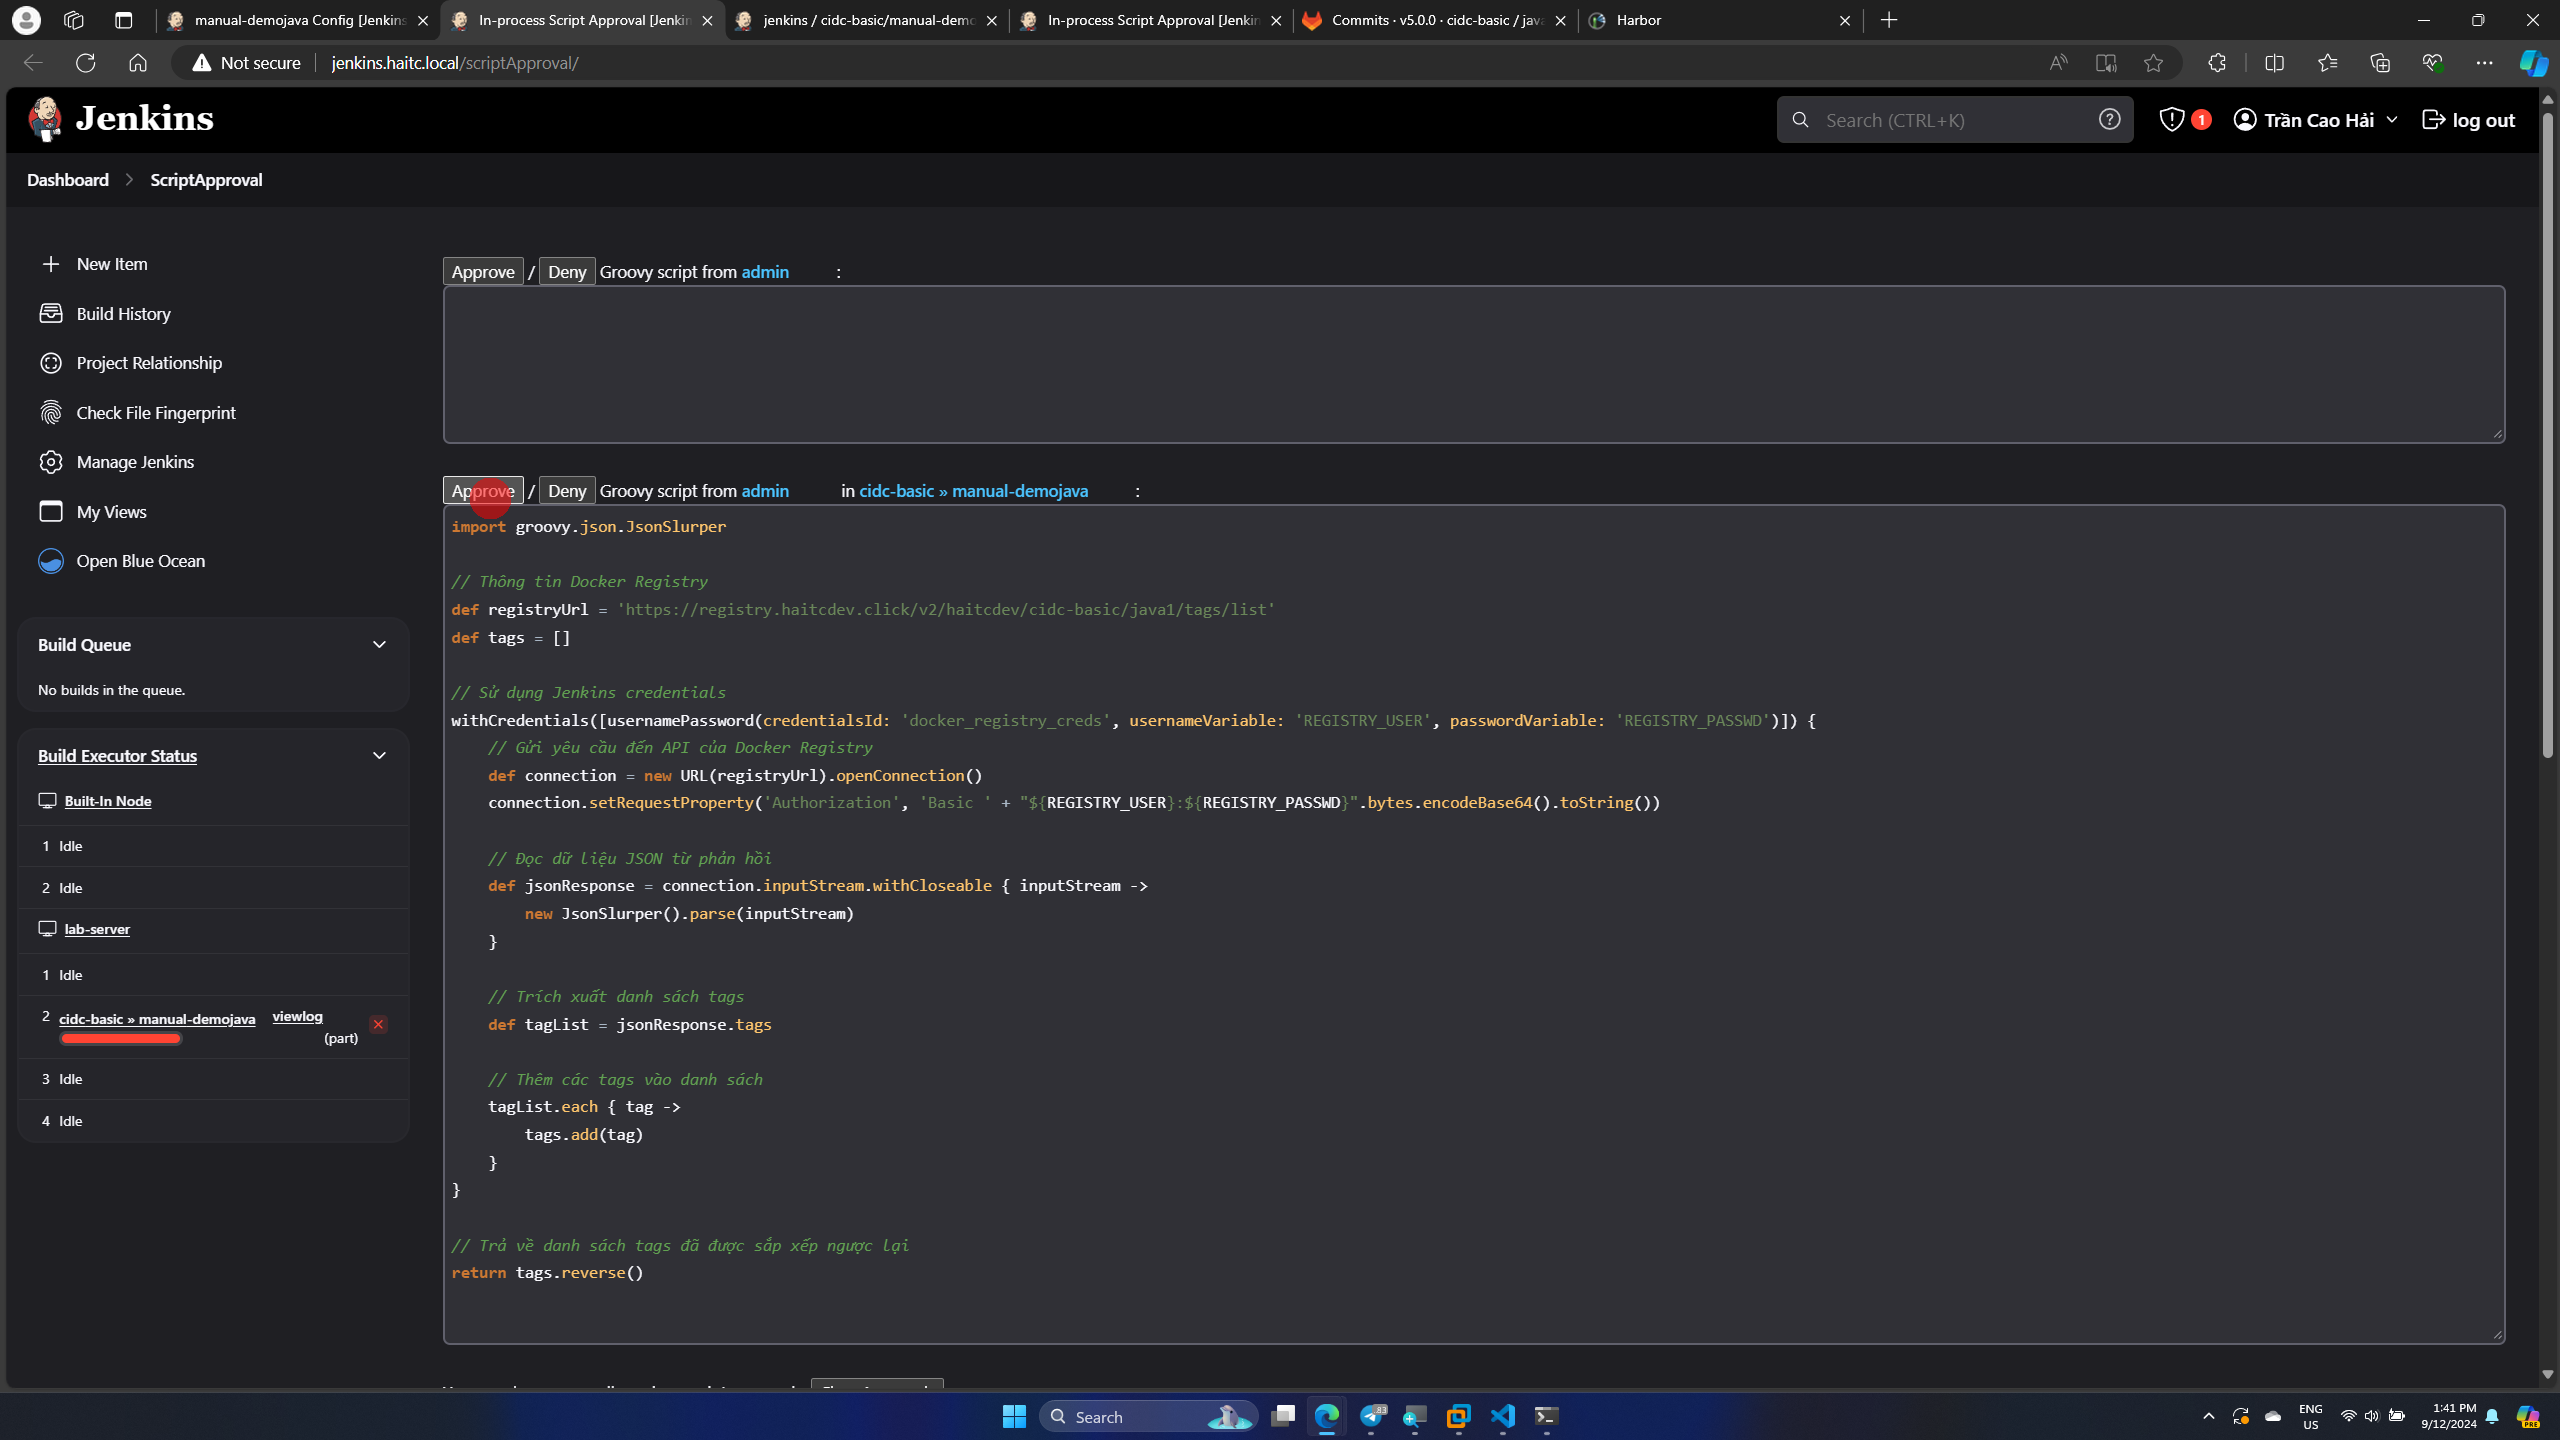 manual-demojava Config [Jenkins
In-process Script Approval [Jenkin
jenkins / cidc-basic/manual-demo
In-process Script Approval [Jenkin
Commits · v5.0.0 · cidc-basic / java
Harbor
Not secure
jenkins.haitc.local/scriptApproval/
Jenkins
Search (CTRL+K)
1
Trần Cao Hải
log out
Dashboard
ScriptApproval
New Item
Build History
Project Relationship
Check File Fingerprint
Manage Jenkins
My Views
Open Blue Ocean
Build Queue
No builds in the queue.
Build Executor Status
Built-In Node
1 Idle
2 Idle
lab-server
1 Idle
2 cidc-basic » manual-demojava viewlog
(part)
3 Idle
4 Idle
Approve / Deny Groovy script from admin :
Approve / Deny Groovy script from admin in cidc-basic » manual-demojava :
import groovy.json.JsonSlurper
// Thông tin Docker Registry
def registryUrl = 'https://registry.haitcdev.click/v2/haitcdev/cidc-basic/java1/tags/list'
def tags = []
// Sử dụng Jenkins credentials
withCredentials([usernamePassword(credentialsId: 'docker_registry_creds', usernameVariable: 'REGISTRY_USER', passwordVariable: 'REGISTRY_PASSWD')]) {
// Gửi yêu cầu đến API của Docker Registry
def connection = new URL(registryUrl).openConnection()
connection.setRequestProperty('Authorization', 'Basic ' + "${REGISTRY_USER}:${REGISTRY_PASSWD}".bytes.encodeBase64().toString())
// Đọc dữ liệu JSON từ phản hồi
def jsonResponse = connection.inputStream.withCloseable { inputStream ->
new JsonSlurper().parse(inputStream)
}
// Trích xuất danh sách tags
def tagList = jsonResponse.tags
// Thêm các tags vào danh sách
tagList.each { tag ->
tags.add(tag)
}
}
// Trả về danh sách tags đã được sắp xếp ngược lại
return tags.reverse()
Search
83
ENG
US
1:41 PM
9/12/2024
PRE